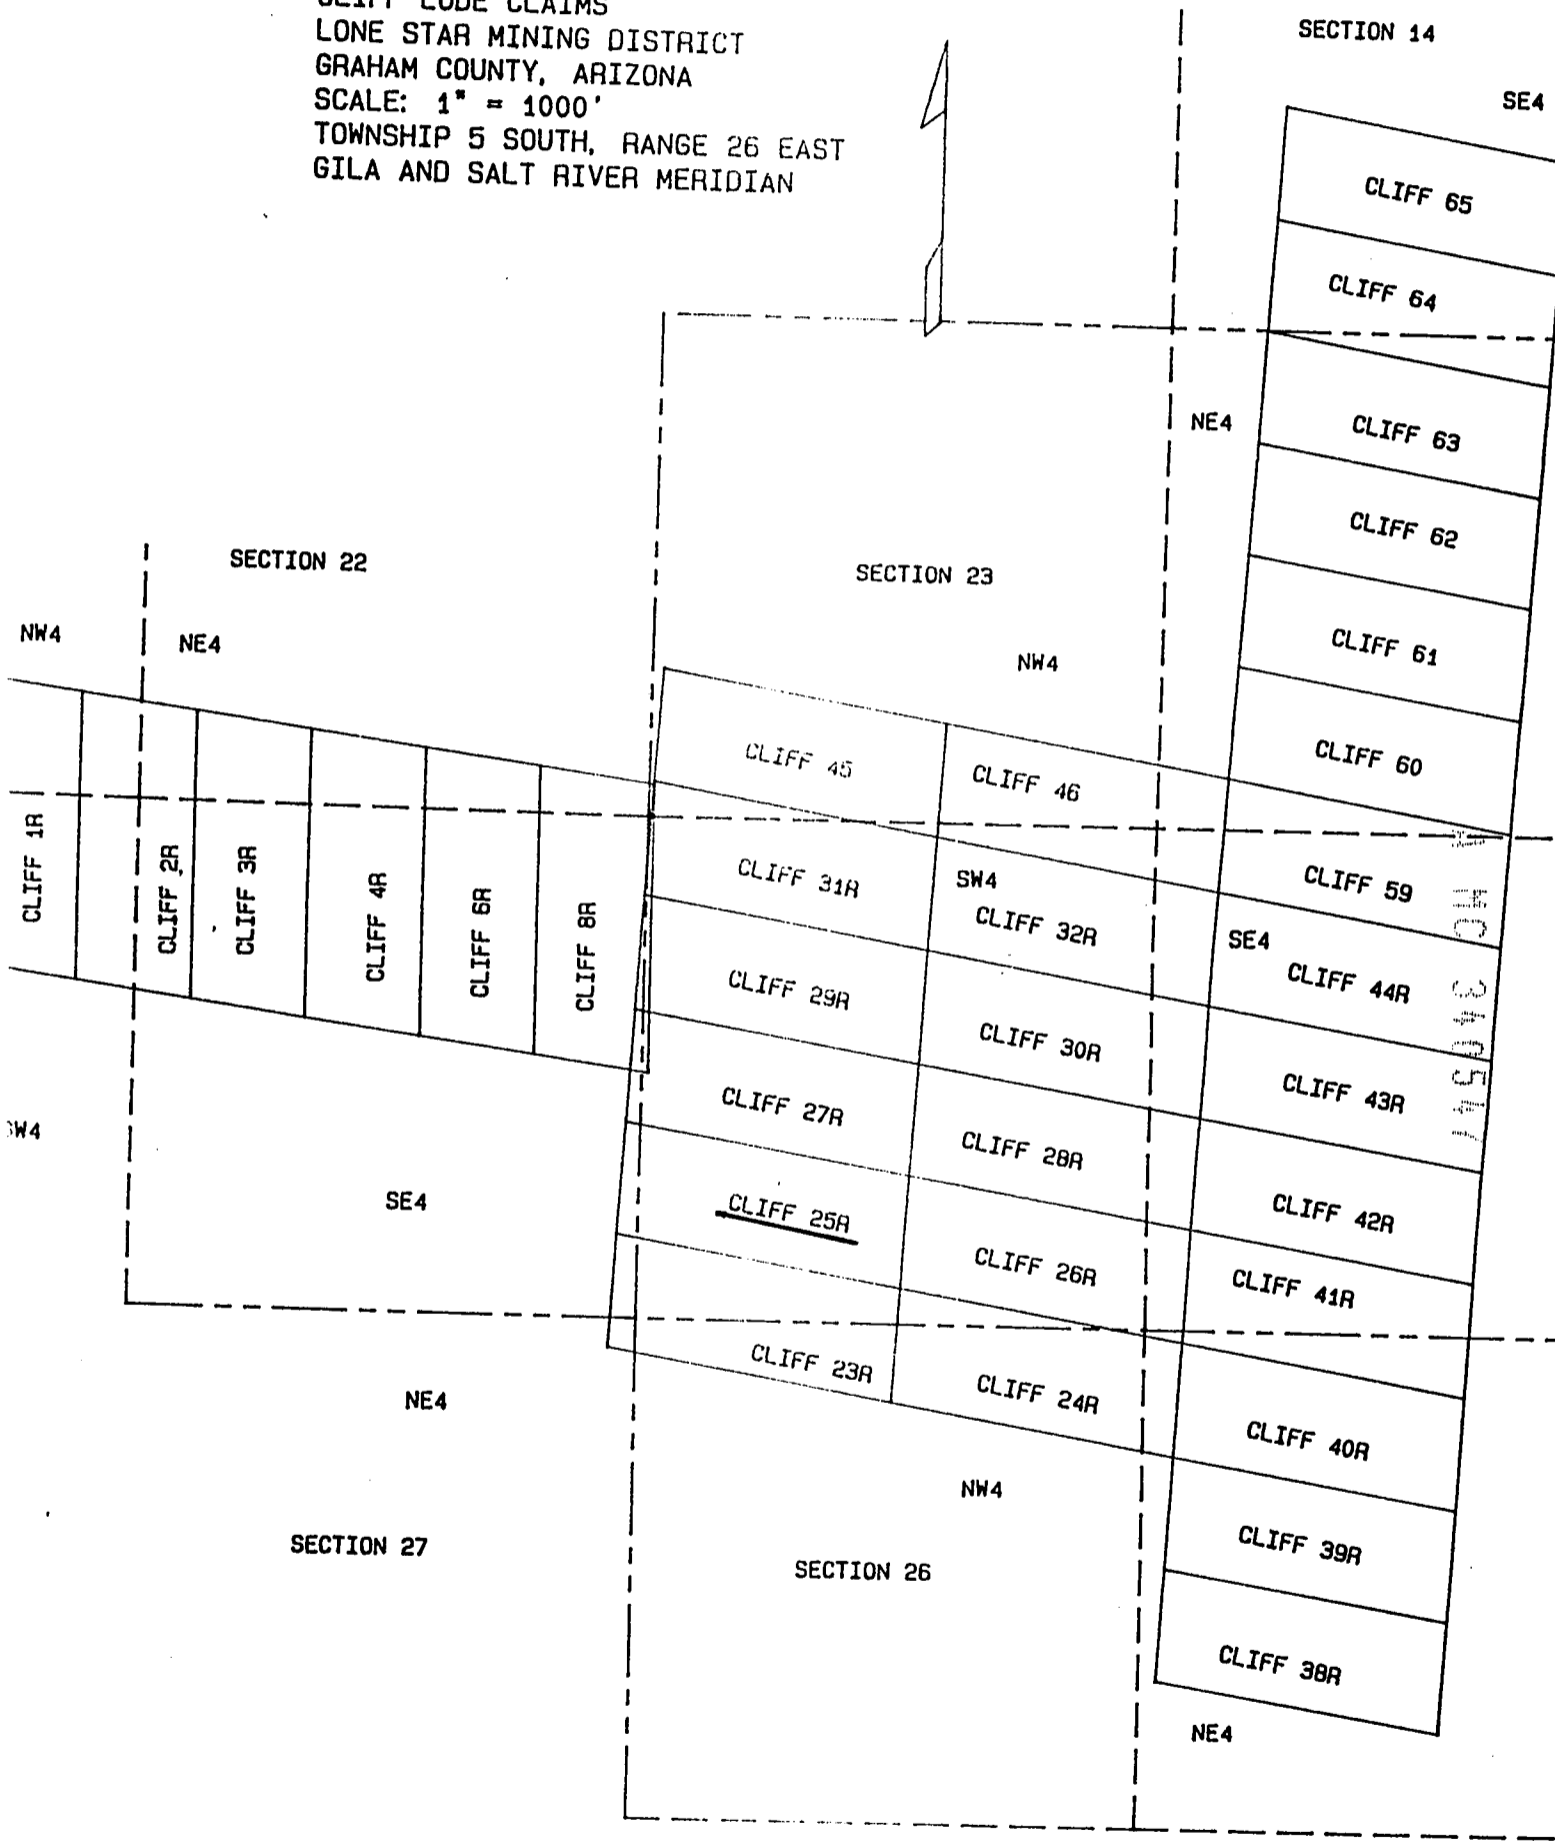 CLIFF LODE CLAIMS
LONE STAR MINING DISTRICT
GRAHAM COUNTY, ARIZONA
SCALE: 1" = 1000'
TOWNSHIP 5 SOUTH, RANGE 26 EAST
GILA AND SALT RIVER MERIDIAN
SECTION 14
SE4
CLIFF 65
CLIFF 64
NE4
CLIFF 63
CLIFF 62
SECTION 22
SECTION 23
NW4
NE4
NW4
CLIFF 61
CLIFF 60
CLIFF 45
CLIFF 46
CLIFF 1R
CLIFF 2R
CLIFF 3R
CLIFF 4R
CLIFF 6R
CLIFF 8R
CLIFF 31R
SW4
CLIFF 32R
CLIFF 59
SE4
CLIFF 44R
CLIFF 29R
CLIFF 30R
CLIFF 43R
CLIFF 27R
CLIFF 28R
SW4
SE4
CLIFF 25R
CLIFF 42R
CLIFF 26R
CLIFF 41R
CLIFF 23R
CLIFF 24R
NE4
CLIFF 40R
NW4
SECTION 27
SECTION 26
CLIFF 39R
CLIFF 38R
NE4